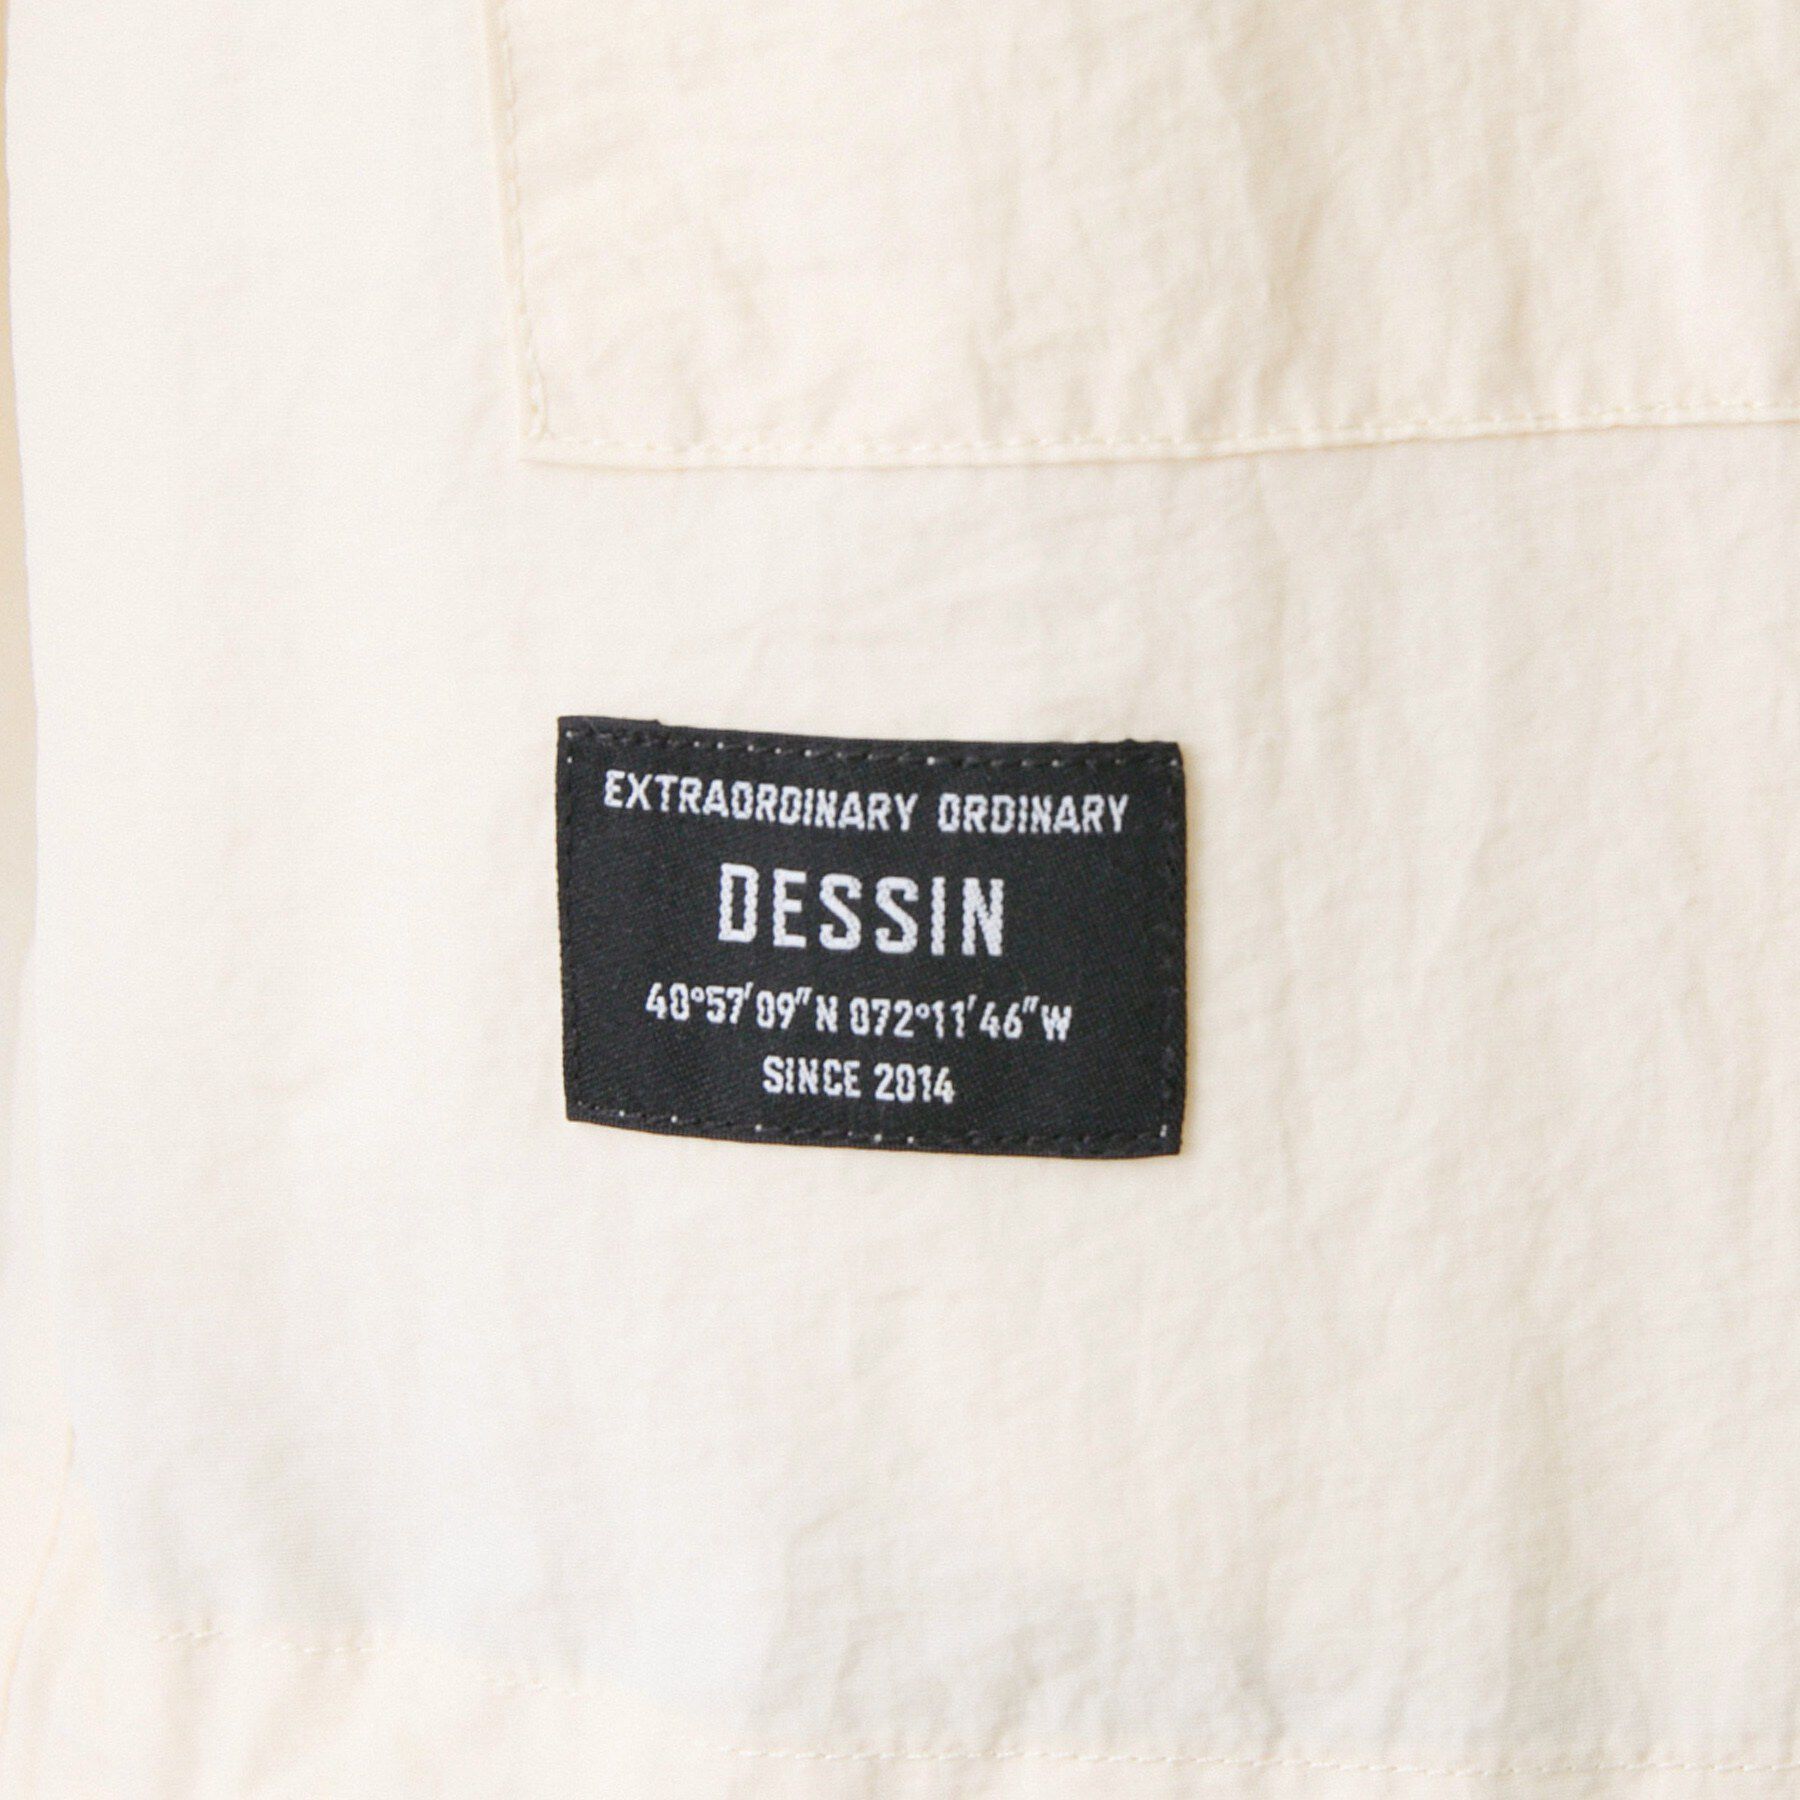 EXTRAORDINARY ORDINARY
DESSIN
40°57'09"N 072°11'46"W
SINCE 2014